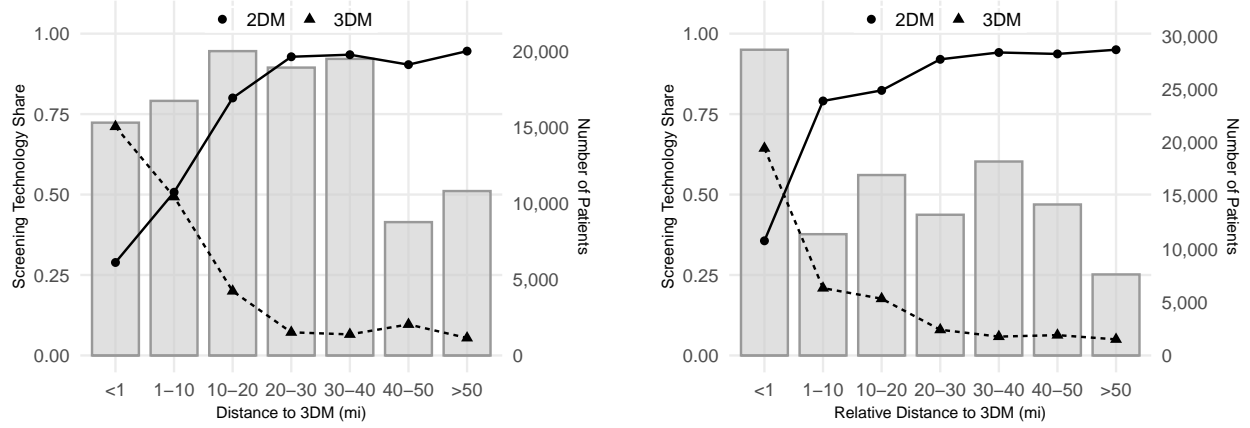 2DM 3DM
1.00
0.75
0.50
0.25
0.00
Screening Technology Share
20,000
15,000
10,000
5,000
0
Number of Patients
<1 1–10 10–20 20–30 30–40 40–50 >50
Distance to 3DM (mi)
2DM 3DM
1.00
0.75
0.50
0.25
0.00
Screening Technology Share
30,000
25,000
20,000
15,000
10,000
5,000
0
Number of Patients
<1 1–10 10–20 20–30 30–40 40–50 >50
Relative Distance to 3DM (mi)